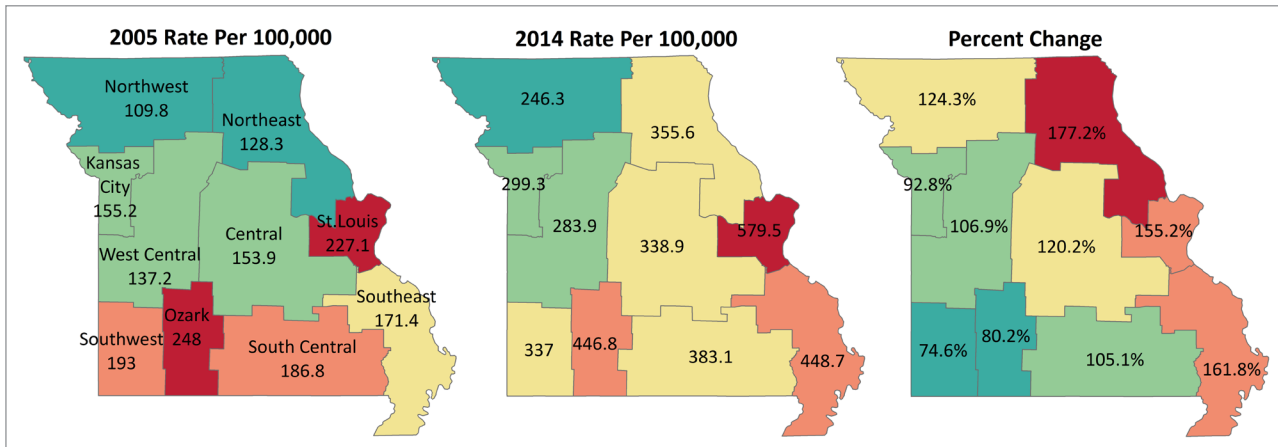 2005 Rate Per 100,000
Northwest
109.8
Northeast
128.3
Kansas
City
155.2
St.Louis
227.1
Central
153.9
West Central
137.2
Southeast
171.4
Ozark
248
Southwest
193
South Central
186.8
2014 Rate Per 100,000
246.3
355.6
299.3
283.9
579.5
338.9
337
446.8
383.1
448.7
Percent Change
124.3%
177.2%
92.8%
106.9%
155.2%
120.2%
74.6%
80.2%
105.1%
161.8%